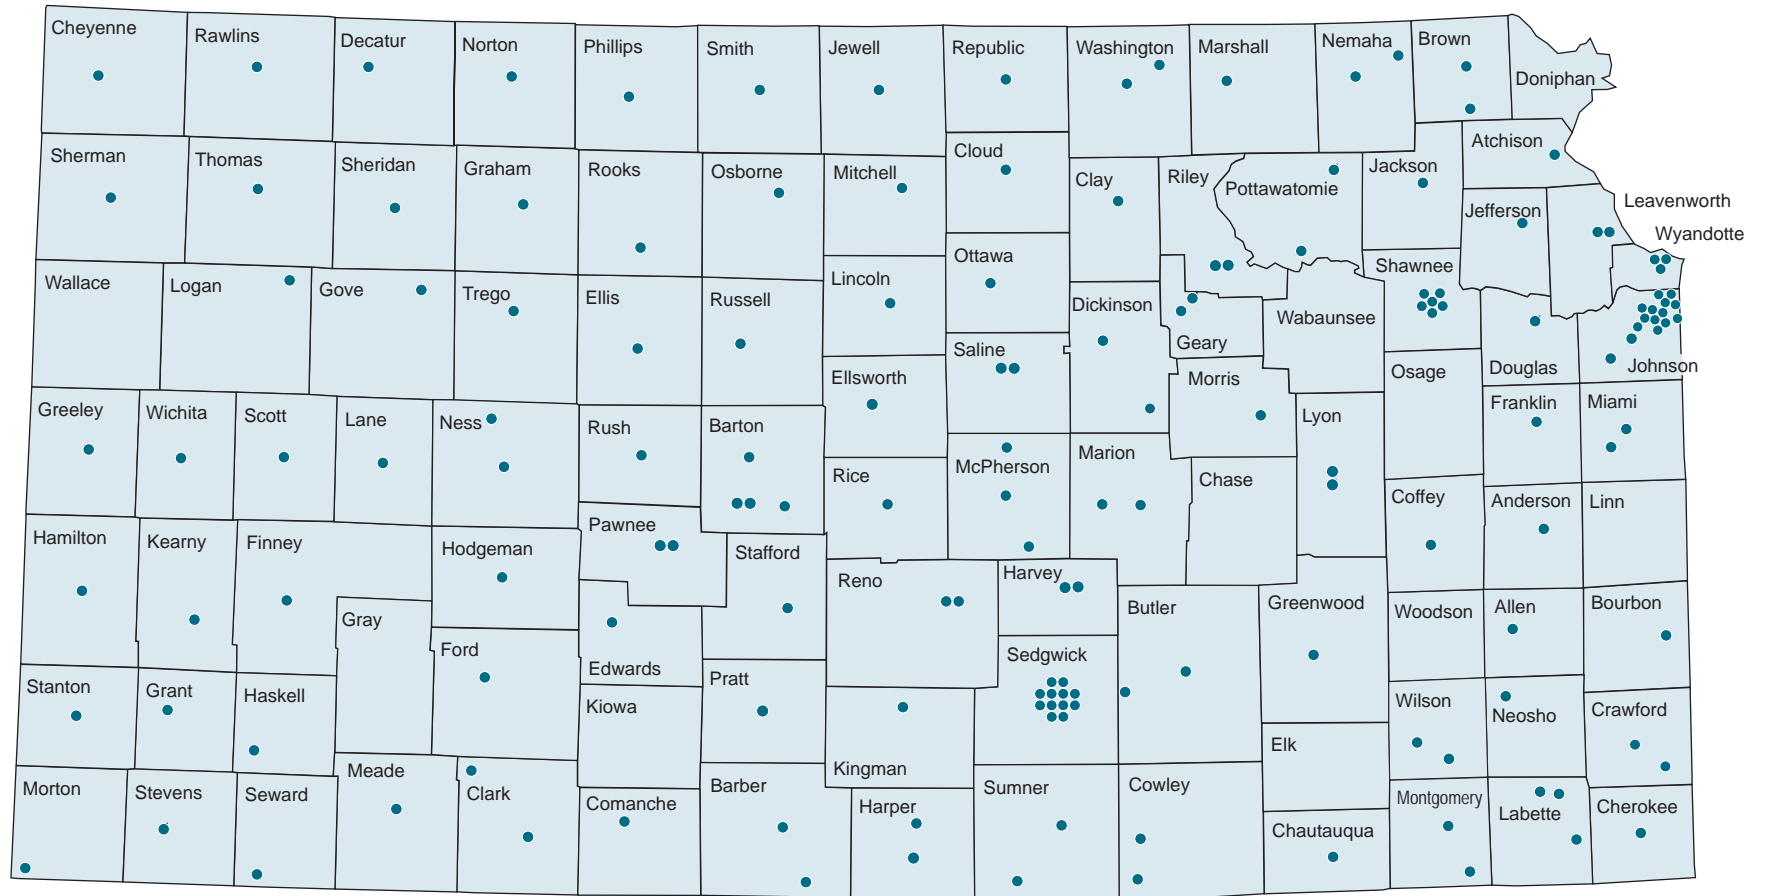 Cheyenne
Rawlins
Decatur
Norton
Phillips
Smith
Jewell
Republic
Washington
Marshall
Nemaha
Brown
Doniphan
Sherman
Thomas
Sheridan
Graham
Rooks
Osborne
Mitchell
Cloud
Clay
Riley
Pottawatomie
Jackson
Atchison
Jefferson
Leavenworth
Wyandotte
Wallace
Logan
Gove
Trego
Ellis
Russell
Lincoln
Ottawa
Dickinson
Geary
Wabaunsee
Shawnee
Douglas
Johnson
Saline
Ellsworth
Morris
Osage
Greeley
Wichita
Scott
Lane
Ness
Rush
Barton
Rice
McPherson
Marion
Chase
Lyon
Franklin
Miami
Coffey
Anderson
Linn
Hamilton
Kearny
Finney
Hodgeman
Pawnee
Stafford
Reno
Harvey
Butler
Greenwood
Woodson
Allen
Bourbon
Gray
Ford
Edwards
Sedgwick
Stanton
Grant
Haskell
Kiowa
Pratt
Kingman
Elk
Wilson
Neosho
Crawford
Morton
Stevens
Seward
Meade
Clark
Comanche
Barber
Harper
Sumner
Cowley
Chautauqua
Montgomery
Labette
Cherokee